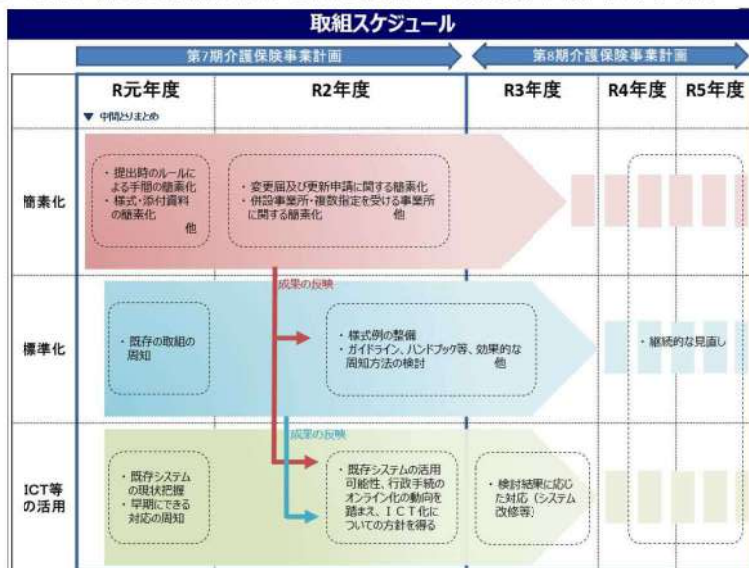 取組スケジュール
第7期介護保険事業計画
第8期介護保険事業計画
R元年度
R2年度
R3年度
R4年度
R5年度
▼ 中間とりまとめ
簡素化
・ 提出時のルールに
よる手間の簡素化
・ 様式・添付資料
の簡素化
他
・ 変更届及び更新申請に関する簡素化
・ 併設事業所・複数指定を受ける事業所
に関する簡素化 他
成果の反映
標準化
・ 既存の取組の
周知
・ 様式例の整備
・ ガイドライン、ハンドブック等、効果的な
周知方法の検討 他
・ 継続的な見直し
成果の反映
ICT等
の活用
・ 既存システム
の現状把握
・ 早期にできる
対応の周知
・ 既存システムの活用
可能性、行政手続の
オンライン化の動向を
踏まえ、ICT化に
ついての方針を得る
・ 検討結果に応じ
た対応（システム
改修等）